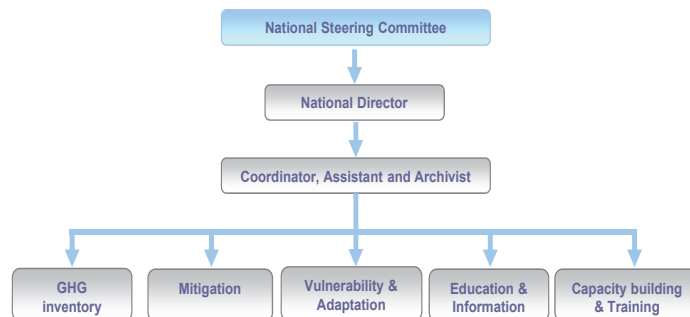 National Steering Committee
National Director
Coordinator, Assistant and Archivist
GHG
inventory
Mitigation
Vulnerability &
Adaptation
Education &
Information
Capacity building
& Training